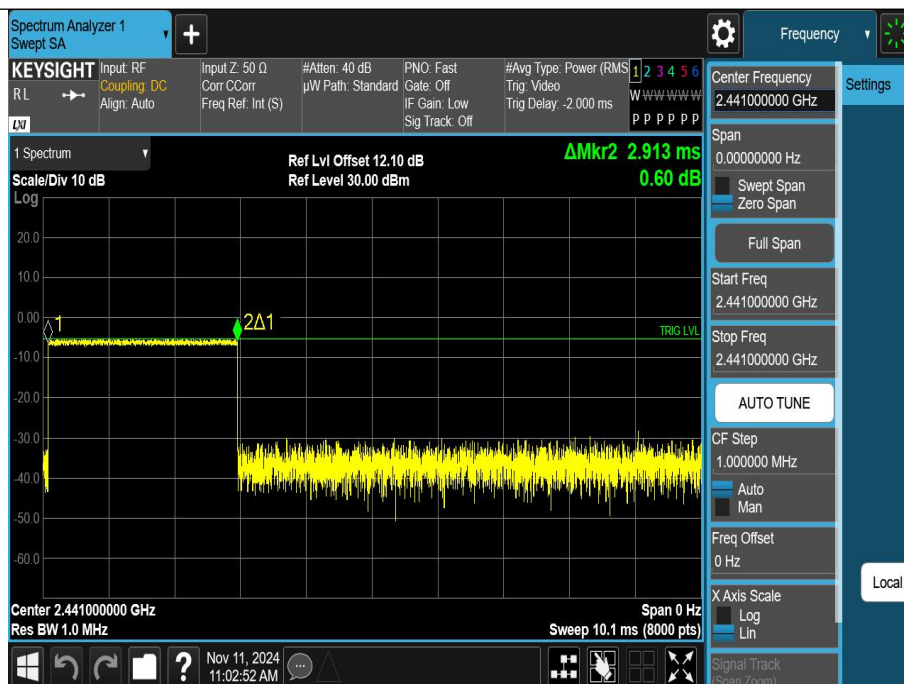 Spectrum Analyzer 1
Swept SA
Frequency
KEYSIGHT
RL
LXI
Input: RF
Coupling: DC
Align: Auto
Input Z: 50 Ω
Corr CCorr
Freq Ref: Int (S)
#Atten: 40 dB
µW Path: Standard
PNO: Fast
Gate: Off
IF Gain: Low
Sig Track: Off
#Avg Type: Power (RMS
Trig: Video
Trig Delay: -2.000 ms
1 2 3 4 5 6
W W W W W W
P P P P P P
1 Spectrum
Scale/Div 10 dB
Log
Ref Lvl Offset 12.10 dB
Ref Level 30.00 dBm
ΔMkr2 2.913 ms
0.60 dB
20.0
10.0
0.00
-10.0
-20.0
-30.0
-40.0
-50.0
-60.0
1
2Δ1
TRIG LVL
Center 2.441000000 GHz
Res BW 1.0 MHz
Span 0 Hz
Sweep 10.1 ms (8000 pts)
Nov 11, 2024
11:02:52 AM
?
Center Frequency
2.441000000 GHz
Span
0.00000000 Hz
Swept Span
Zero Span
Full Span
Start Freq
2.441000000 GHz
Stop Freq
2.441000000 GHz
AUTO TUNE
CF Step
1.000000 MHz
Auto
Man
Freq Offset
0 Hz
X Axis Scale
Log
Lin
Signal Track
(Span Zoom)
Settings
Local